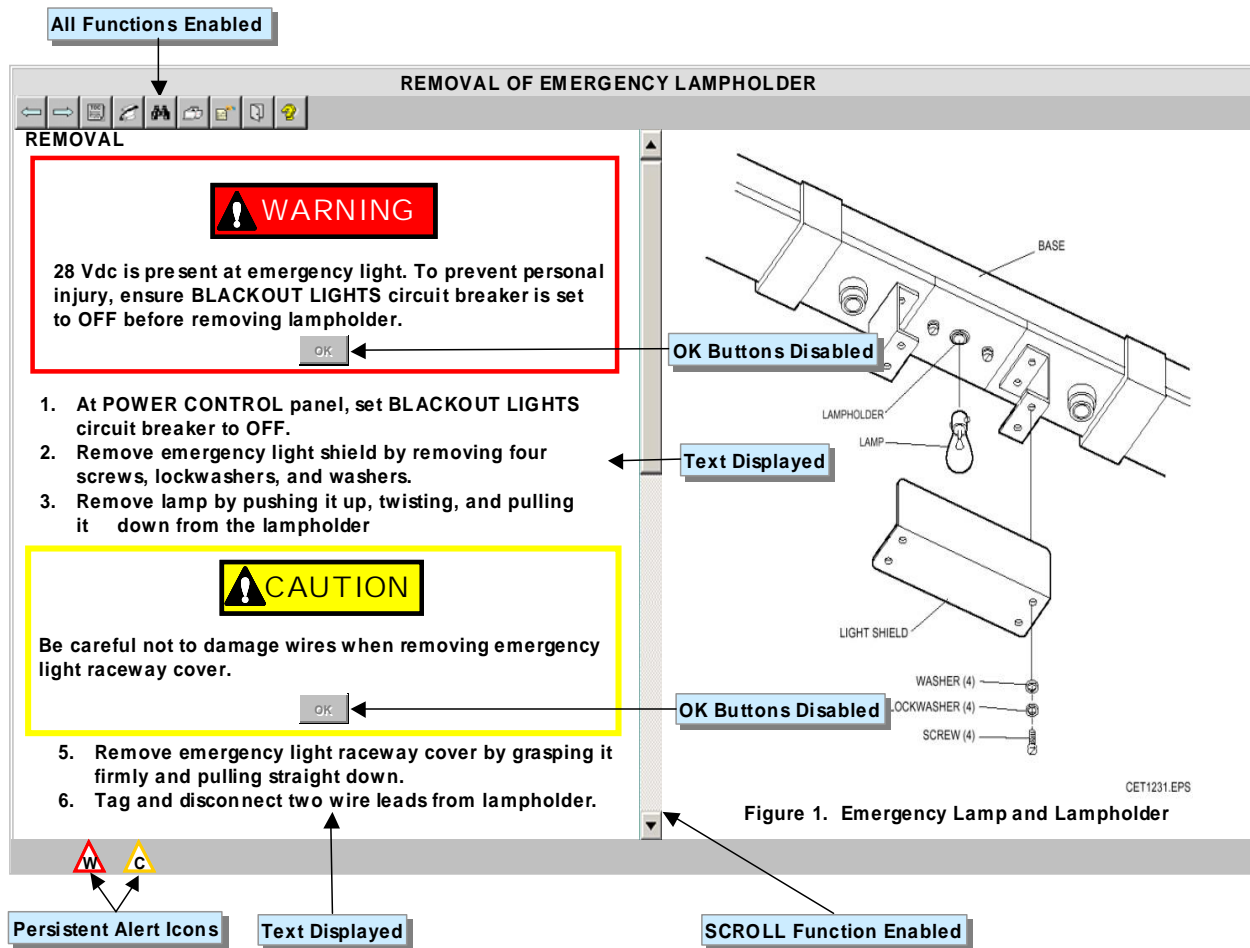 All Functions Enabled
REMOVAL OF EMERGENCY LAMPHOLDER
REMOVAL
WARNING
28 Vdc is present at emergency light. To prevent personal
injury, ensure BLACKOUT LIGHTS circuit breaker is set
to OFF before removing lampholder.
OK
OK Buttons Disabled
1. At POWER CONTROL panel, set BLACKOUT LIGHTS
circuit breaker to OFF.
2. Remove emergency light shield by removing four
screws, lockwashers, and washers.
3. Remove lamp by pushing it up, twisting, and pulling
it down from the lampholder
Text Displayed
CAUTION
Be careful not to damage wires when removing emergency
light raceway cover.
OK
OK Buttons Disabled
5. Remove emergency light raceway cover by grasping it
firmly and pulling straight down.
6. Tag and disconnect two wire leads from lampholder.
BASE
LAMPHOLDER
LAMP
LIGHT SHIELD
WASHER (4)
OCKWASHER (4)
SCREW (4)
CET1231.EPS
Figure 1. Emergency Lamp and Lampholder
W
C
Persistent Alert Icons
Text Displayed
SCROLL Function Enabled